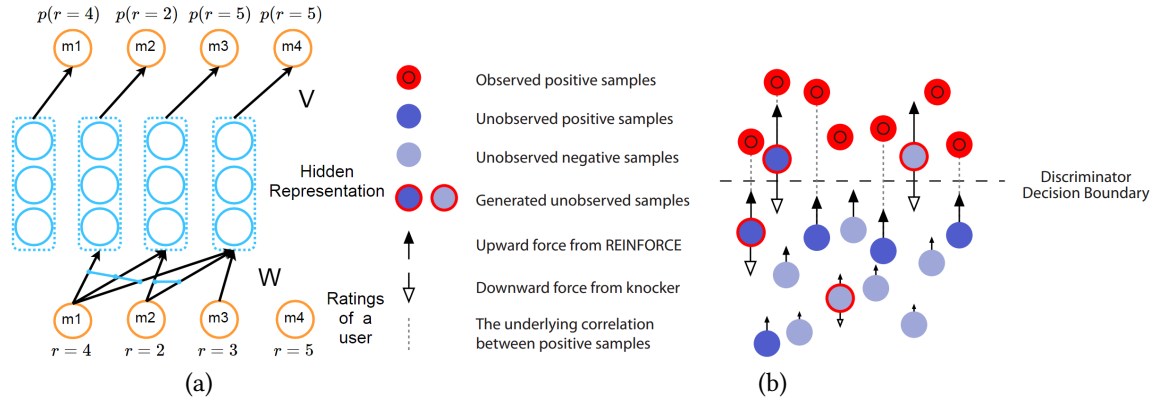 p(r = 4) p(r = 2) p(r = 5) p(r = 5)
m1 m2 m3 m4
V
Hidden
Representation
W
Ratings
of a
user
m1 m2 m3 m4
r = 4 r = 2 r = 3 r = 5
(a)
Observed positive samples
Unobserved positive samples
Unobserved negative samples
Generated unobserved samples
Upward force from REINFORCE
Downward force from knocker
The underlying correlation
between positive samples
Discriminator
Decision Boundary
(b)